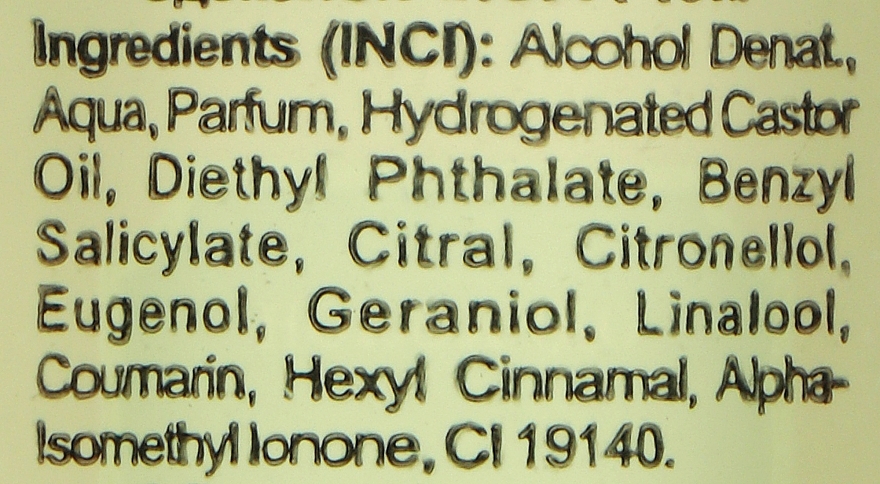 Ingredients (INCI): Alcohol Denat.,
Aqua, Parfum, Hydrogenated Castor
Oil, Diethyl Phthalate, Benzyl
Salicylate, Citral, Citronellol,
Eugenol, Geraniol, Linalool,
Coumarin, Hexyl Cinnamal, Alpha-
Isomethyl Ionone, CI 19140.